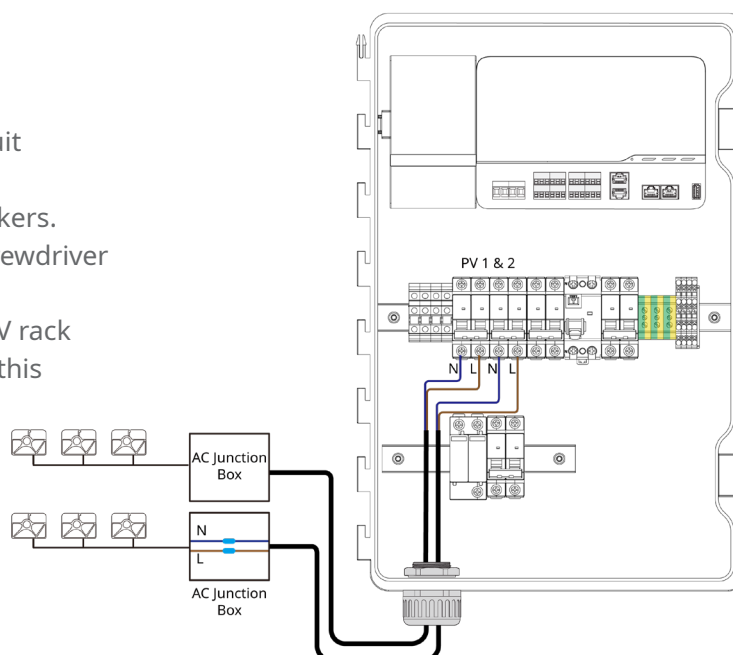 uit
kers.
ewdriver
V rack
this
PV 1 & 2
N L N L
AC Junction
Box
N
L
AC Junction
Box